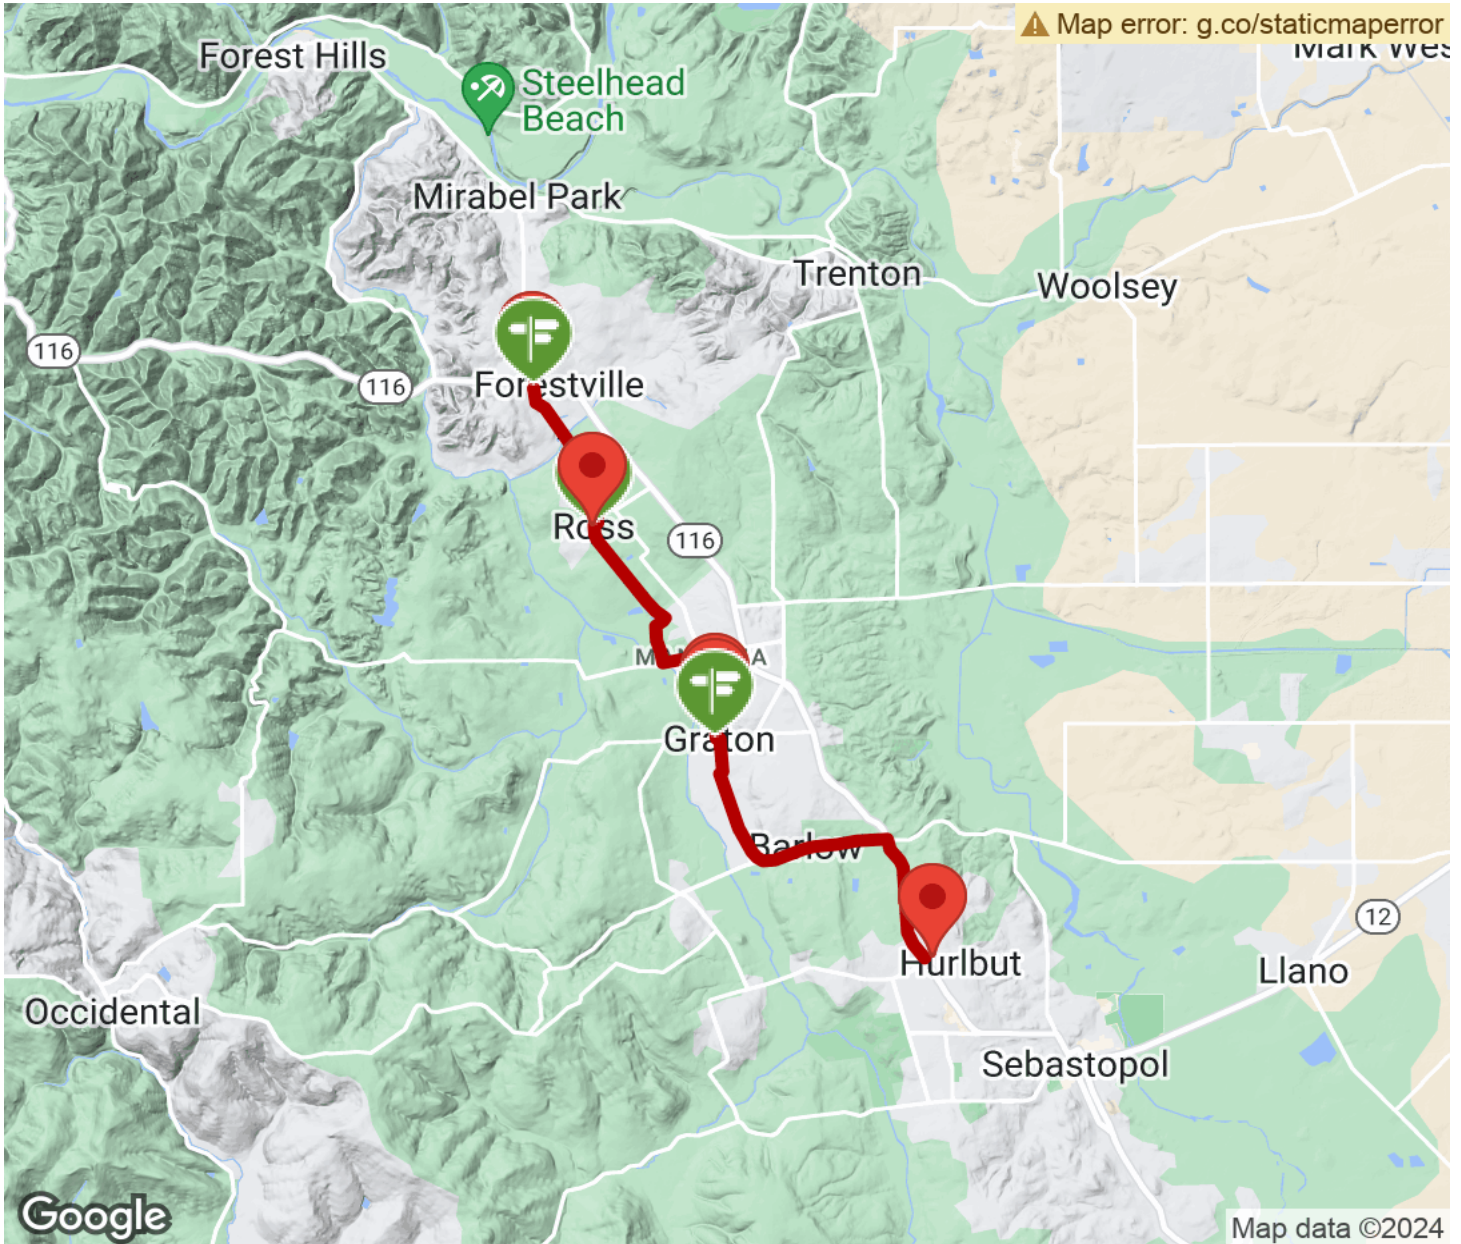 Map error: g.co/staticmaperror
Forest Hills
Steelhead
Beach
Mirabel Park
Trenton
Woolsey
116
116
Forestville
Ross
116
Graton
Barlow
12
Hurlbut
Llano
Occidental
Sebastopol
Google
Map data ©2024